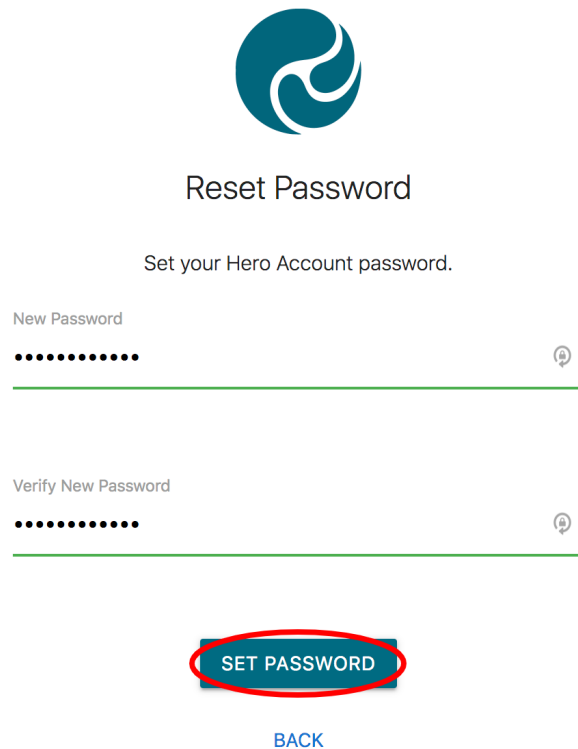 Reset Password
Set your Hero Account password.
New Password
••••••••••••
Verify New Password
••••••••••••
SET PASSWORD
BACK